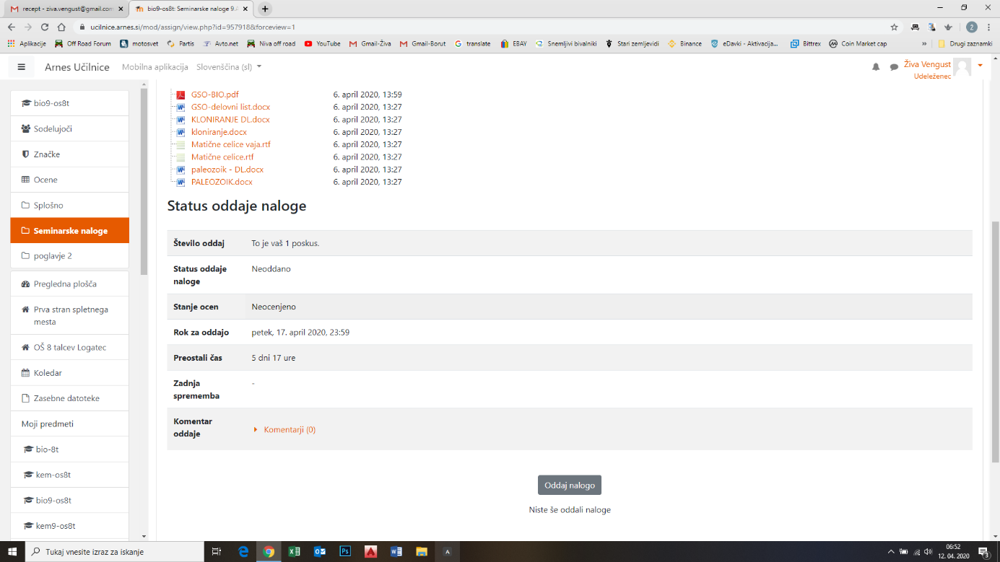 recept - ziva.vengust@gmail.com
bio9-os8t: Seminarske naloge 9.
ucilnice.arnes.si/mod/assign/view.php?id=957918&forceview=1
Aplikacije
Off Road Forum
motosvet
Partis
Avto.net
Niva off road
YouTube
Gmail-Živa
Gmail-Borut
translate
EBAY
Snemljivi bivalniki
Stari zemljevidi
Binance
eDavki - Aktivacija...
Bittrex
Coin Market cap
»
Drugi zaznamki
Arnes Učilnice
Mobilna aplikacija
Slovenščina (sl)
Živa Vengust
Udeleženec
bio9-os8t
Sodelujoči
Značke
Ocene
Splošno
Seminarske naloge
poglavje 2
Pregledna plošča
Prva stran spletnega
mesta
OŠ 8 talcev Logatec
Koledar
Zasebne datoteke
Moji predmeti
bio-8t
kem-os8t
bio9-os8t
kem9-os8t
GSO-BIO.pdf 6. april 2020, 13:59
GSO-delovni list.docx 6. april 2020, 13:27
KLONIRANJE DL.docx 6. april 2020, 13:27
kloniranje.docx 6. april 2020, 13:27
Matične celice vaja.rtf 6. april 2020, 13:27
Matične celice.rtf 6. april 2020, 13:27
paleozoik - DL.docx 6. april 2020, 13:27
PALEOZOIK.docx 6. april 2020, 13:27
Status oddaje naloge
Število oddaj To je vaš 1 poskus.
Status oddaje Neoddano
naloge
Stanje ocen Neocenjeno
Rok za oddajo petek, 17. april 2020, 23:59
Preostali čas 5 dni 17 ure
Zadnja -
sprememba
Komentar
oddaje Komentarji (0)
Oddaj nalogo
Niste še oddali naloge
Tukaj vnesite izraz za iskanje
06:52
12. 04. 2020
3